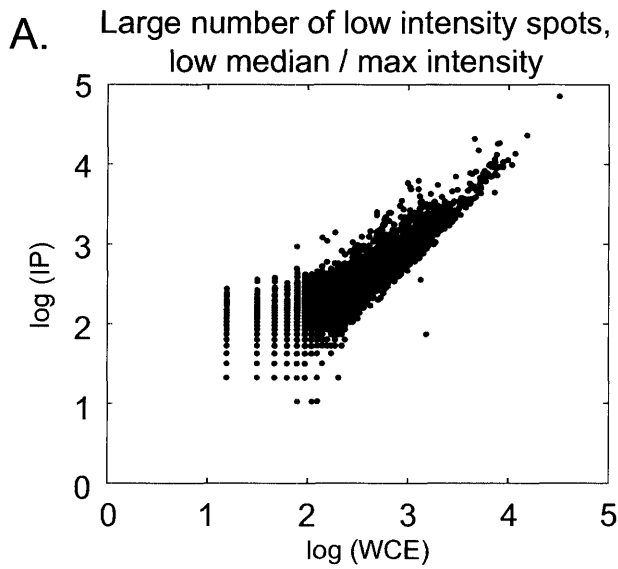 A.
Large number of low intensity spots,
low median / max intensity
5
4
3
2
1
0
log (IP)
0 1 2 3 4 5
log (WCE)